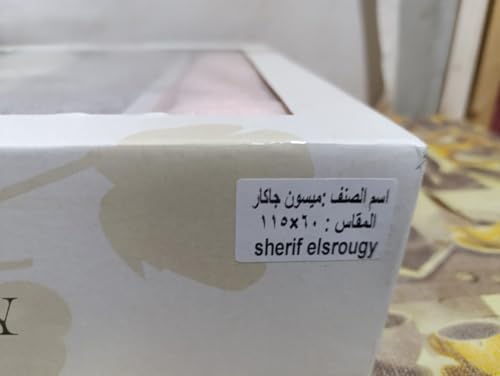 اسم الصنف :ميسون جاكار
المقاس : ٦٠×١١٥
sherif elsrougy
Y